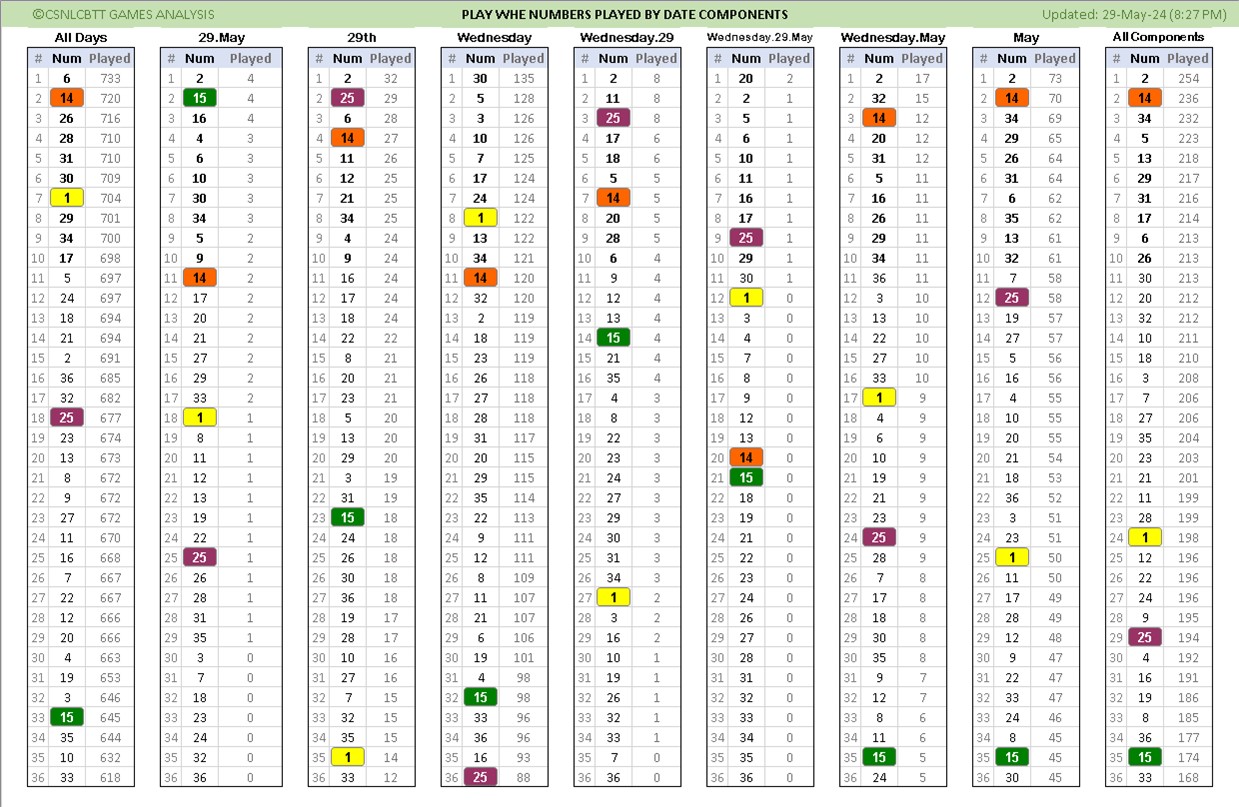 ©CSNLCBTT GAMES ANALYSIS PLAY WHE NUMBERS PLAYED BY DATE COMPONENTS Updated: 29-May-24 (8:27 PM)
All Days 29.May 29th Wednesday Wednesday.29 Wednesday.29.May Wednesday.May May All Components
# Num Played # Num Played # Num Played # Num Played # Num Played # Num Played # Num Played # Num Played # Num Played
1 6 733 1 2 4 1 2 32 1 30 135 1 2 8 1 20 2 1 2 17 1 2 73 1 2 254
2 14 720 2 15 4 2 25 29 2 5 128 2 11 8 2 2 1 2 32 15 2 14 70 2 14 236
3 26 716 3 16 4 3 6 28 3 3 126 3 25 8 3 5 1 3 14 12 3 34 69 3 34 232
4 28 710 4 4 3 4 14 27 4 10 126 4 17 6 4 6 1 4 20 12 4 29 65 4 5 223
5 31 710 5 6 3 5 11 26 5 7 125 5 18 6 5 10 1 5 31 12 5 26 64 5 13 218
6 30 709 6 10 3 6 12 25 6 17 124 6 5 5 6 11 1 6 5 11 6 31 64 6 29 217
7 1 704 7 30 3 7 21 25 7 24 124 7 14 5 7 16 1 7 16 11 7 6 62 7 31 216
8 29 701 8 34 3 8 34 25 8 1 122 8 20 5 8 17 1 8 26 11 8 35 62 8 17 214
9 34 700 9 5 2 9 4 24 9 13 122 9 28 5 9 25 1 9 29 11 9 13 61 9 6 213
10 17 698 10 9 2 10 9 24 10 34 121 10 6 4 10 29 1 10 34 11 10 32 61 10 26 213
11 5 697 11 14 2 11 16 24 11 14 120 11 9 4 11 30 1 11 36 11 11 7 58 11 30 213
12 24 697 12 17 2 12 17 24 12 32 120 12 12 4 12 1 0 12 3 10 12 25 58 12 20 212
13 18 694 13 20 2 13 18 24 13 2 119 13 13 4 13 3 0 13 13 10 13 19 57 13 32 212
14 21 694 14 21 2 14 22 22 14 18 119 14 15 4 14 4 0 14 22 10 14 27 57 14 10 211
15 2 691 15 27 2 15 8 21 15 23 119 15 21 4 15 7 0 15 27 10 15 5 56 15 18 210
16 36 685 16 29 2 16 20 21 16 26 118 16 35 4 16 8 0 16 33 10 16 16 56 16 3 208
17 32 682 17 33 2 17 23 21 17 27 118 17 4 3 17 9 0 17 1 9 17 4 55 17 7 206
18 25 677 18 1 1 18 5 20 18 28 118 18 8 3 18 12 0 18 4 9 18 10 55 18 27 206
19 23 674 19 8 1 19 13 20 19 31 117 19 22 3 19 13 0 19 6 9 19 20 55 19 35 204
20 13 673 20 11 1 20 29 20 20 20 115 20 23 3 20 14 0 20 10 9 20 21 54 20 23 203
21 8 672 21 12 1 21 3 19 21 29 115 21 24 3 21 15 0 21 19 9 21 18 53 21 21 201
22 9 672 22 13 1 22 31 19 22 35 114 22 27 3 22 18 0 22 21 9 22 36 52 22 11 199
23 27 672 23 19 1 23 15 18 23 22 113 23 29 3 23 19 0 23 23 9 23 3 51 23 28 199
24 11 670 24 22 1 24 24 18 24 9 111 24 30 3 24 21 0 24 25 9 24 23 51 24 1 198
25 16 668 25 25 1 25 26 18 25 12 111 25 31 3 25 22 0 25 28 9 25 1 50 25 12 196
26 7 667 26 26 1 26 30 18 26 8 109 26 34 3 26 23 0 26 7 8 26 11 50 26 22 196
27 22 667 27 28 1 27 36 18 27 11 107 27 1 2 27 24 0 27 17 8 27 17 49 27 24 196
28 12 666 28 31 1 28 19 17 28 21 107 28 3 2 28 26 0 28 18 8 28 28 49 28 9 195
29 20 666 29 35 1 29 28 17 29 6 106 29 16 2 29 27 0 29 30 8 29 12 48 29 25 194
30 4 663 30 3 0 30 10 16 30 19 101 30 10 1 30 28 0 30 35 8 30 9 47 30 4 192
31 19 653 31 7 0 31 27 16 31 4 98 31 19 1 31 31 0 31 9 7 31 22 47 31 16 191
32 3 646 32 18 0 32 7 15 32 15 98 32 26 1 32 32 0 32 12 7 32 33 47 32 19 186
33 15 645 33 23 0 33 32 15 33 33 96 33 32 1 33 33 0 33 8 6 33 24 46 33 8 185
34 35 644 34 24 0 34 35 15 34 36 96 34 33 1 34 34 0 34 11 6 34 8 45 34 36 177
35 10 632 35 32 0 35 1 14 35 16 93 35 7 0 35 35 0 35 15 5 35 15 45 35 15 174
36 33 618 36 36 0 36 33 12 36 25 88 36 36 0 36 36 0 36 24 5 36 30 45 36 33 168